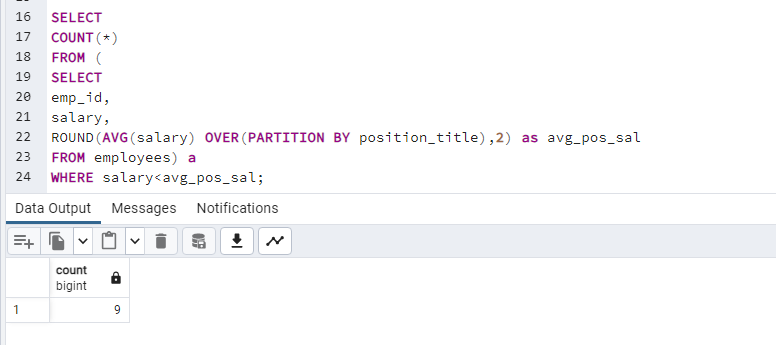 16 SELECT
17 COUNT(*)
18 FROM (
19 SELECT
20 emp_id,
21 salary,
22 ROUND(AVG(salary) OVER(PARTITION BY position_title),2) as avg_pos_sal
23 FROM employees) a
24 WHERE salary<avg_pos_sal;
Data Output Messages Notifications
count
bigint
1 9